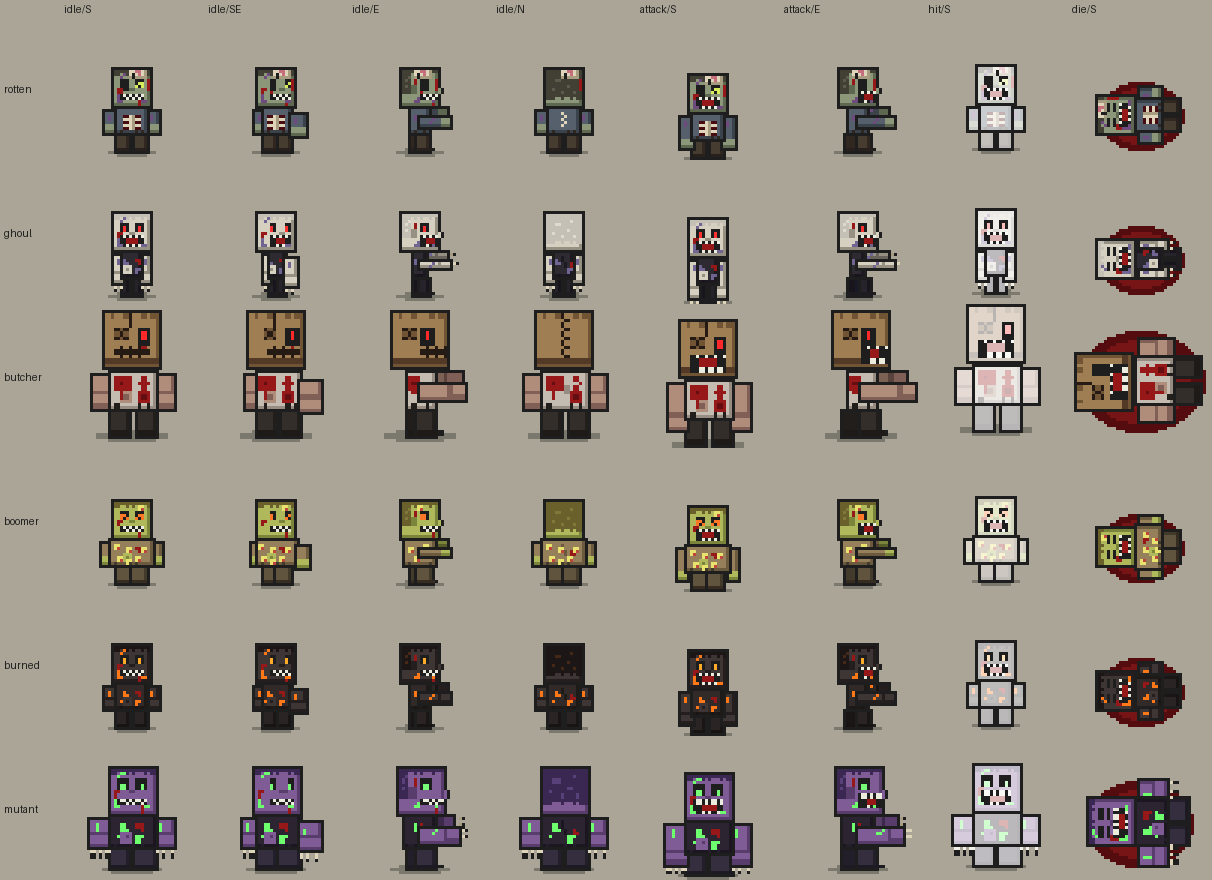 idle/S idle/SE idle/E idle/N attack/S attack/E hit/S die/S
rotten
ghoul
butcher
boomer
burned
mutant